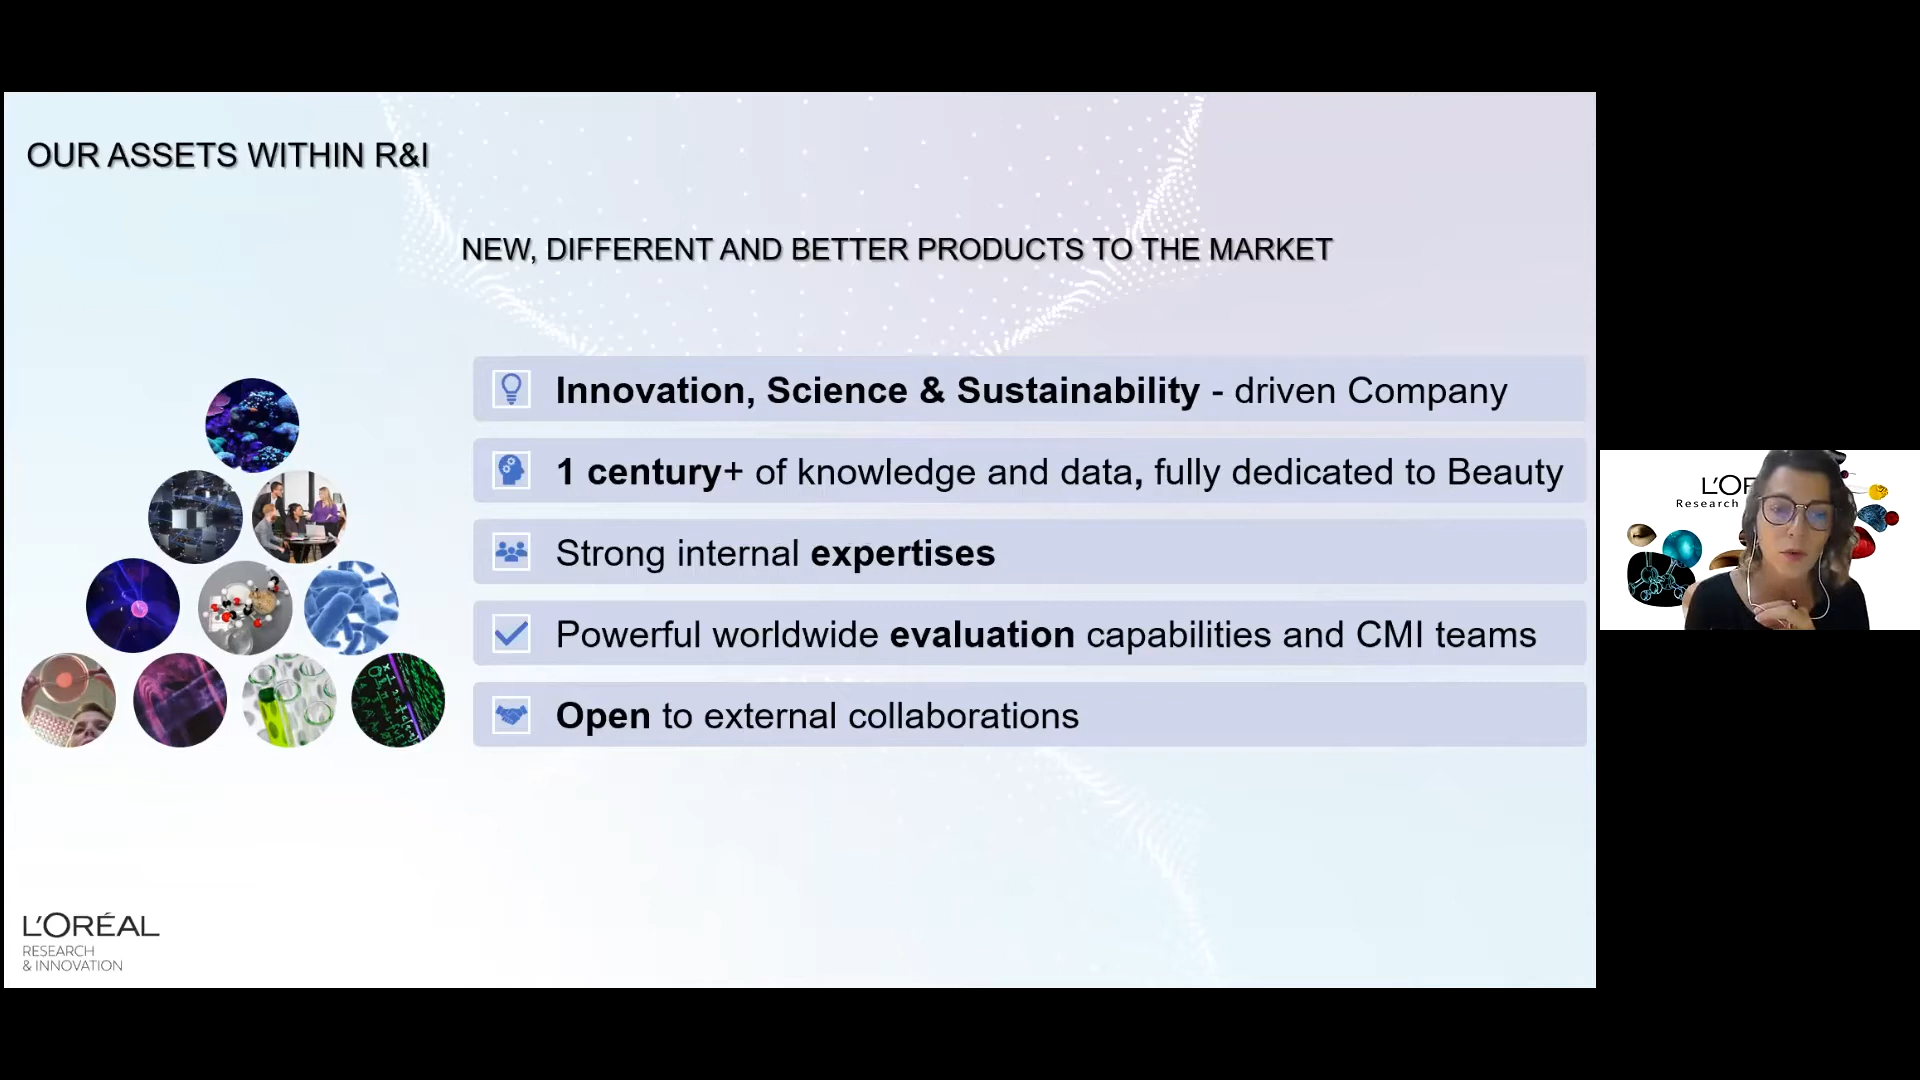 OUR ASSETS WITHIN R&I
NEW, DIFFERENT AND BETTER PRODUCTS TO THE MARKET
Innovation, Science & Sustainability - driven Company
1 century+ of knowledge and data, fully dedicated to Beauty
Strong internal expertises
Powerful worldwide evaluation capabilities and CMI teams
Open to external collaborations
L'ORÉAL
RESEARCH
& INNOVATION
L'OR
Research